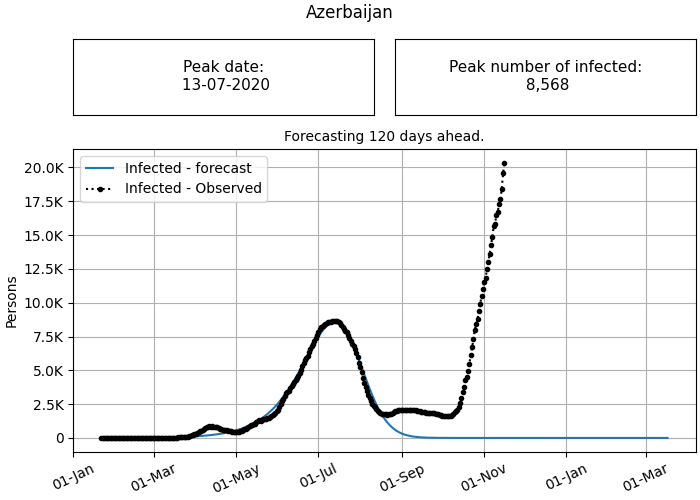 Azerbaijan
Peak date:
13-07-2020
Peak number of infected:
8,568
Forecasting 120 days ahead.
Infected - forecast
Infected - Observed
Persons
20.0K
17.5K
15.0K
12.5K
10.0K
7.5K
5.0K
2.5K
0
01-Jan
01-Mar
01-May
01-Jul
01-Sep
01-Nov
01-Jan
01-Mar